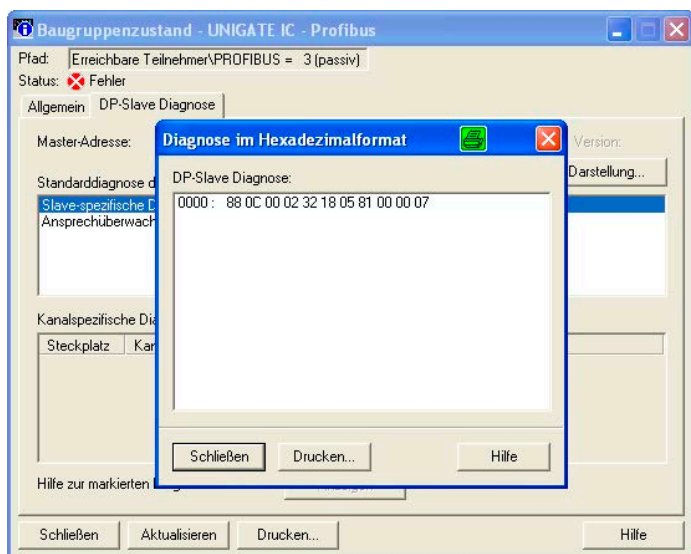 Baugruppenzustand - UNIGATE IC - Profibus
Pfad: Erreichbare Teilnehmer\PROFIBUS = 3 (passiv)
Status: Fehler
Allgemein DP-Slave Diagnose
Master-Adresse: Version:
Diagnose im Hexadezimalformat
Standarddiagnose d Darstellung...
DP-Slave Diagnose:
Slave-spezifische D
0000 : 88 0C 00 02 32 18 05 81 00 00 07
Ansprechüberwach
Kanalspezifische Dia
Steckplatz Kar
Schließen Drucken... Hilfe
Hilfe zur markierten
Schließen Aktualisieren Drucken... Hilfe